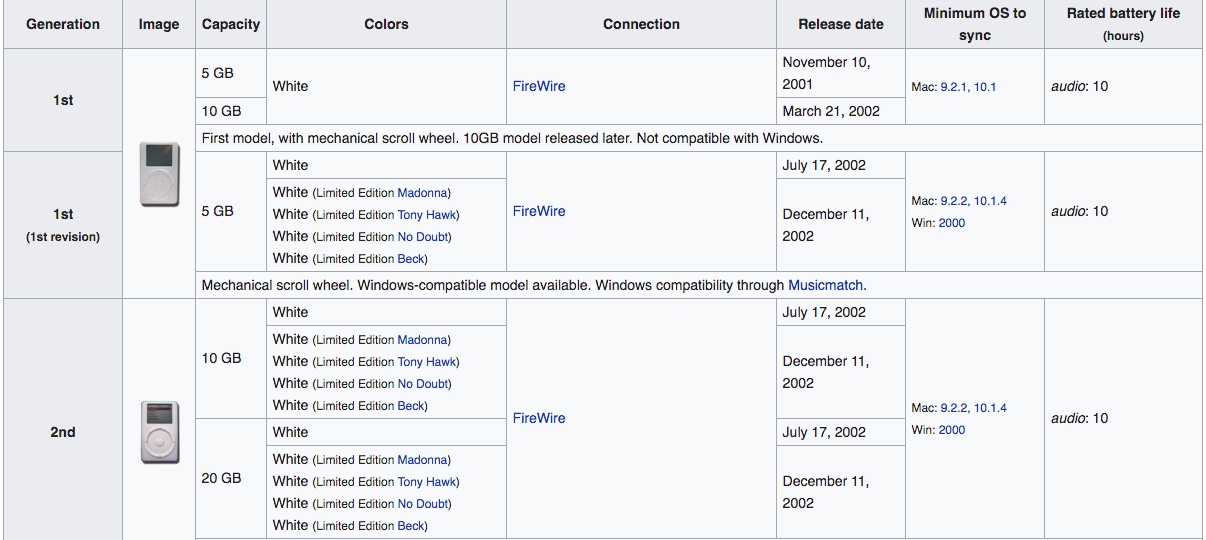 Generation Image Capacity Colors Connection Release date Minimum OS to sync Rated battery life (hours)
1st
5 GB White FireWire November 10, 2001 Mac: 9.2.1, 10.1 audio: 10
10 GB March 21, 2002
First model, with mechanical scroll wheel. 10GB model released later. Not compatible with Windows.
1st
(1st revision)
5 GB White FireWire July 17, 2002 Mac: 9.2.2, 10.1.4 Win: 2000 audio: 10
White (Limited Edition Madonna) December 11, 2002
White (Limited Edition Tony Hawk)
White (Limited Edition No Doubt)
White (Limited Edition Beck)
Mechanical scroll wheel. Windows-compatible model available. Windows compatibility through Musicmatch.
2nd
10 GB White FireWire July 17, 2002 Mac: 9.2.2, 10.1.4 Win: 2000 audio: 10
White (Limited Edition Madonna) December 11, 2002
White (Limited Edition Tony Hawk)
White (Limited Edition No Doubt)
White (Limited Edition Beck)
20 GB White July 17, 2002
White (Limited Edition Madonna) December 11, 2002
White (Limited Edition Tony Hawk)
White (Limited Edition No Doubt)
White (Limited Edition Beck)